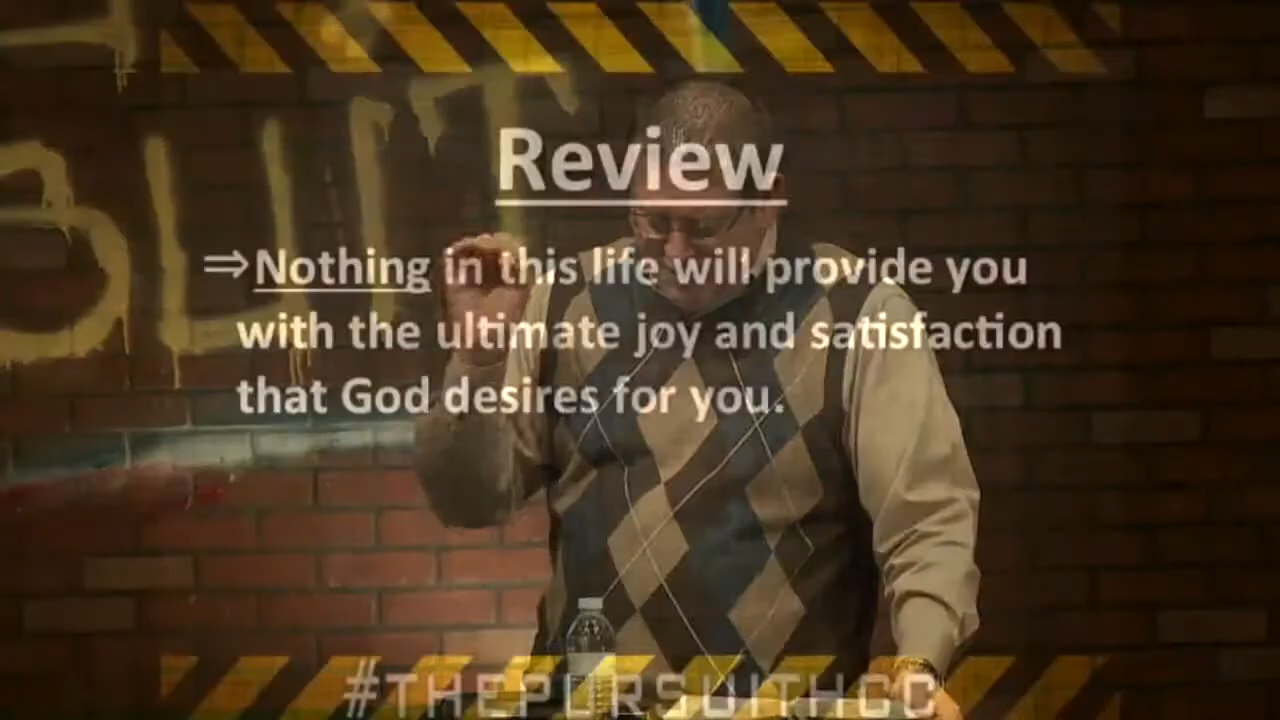 Review
⇒Nothing in this life will provide you
with the ultimate joy and satisfaction
that God desires for you.
#THEPURSUITHCC